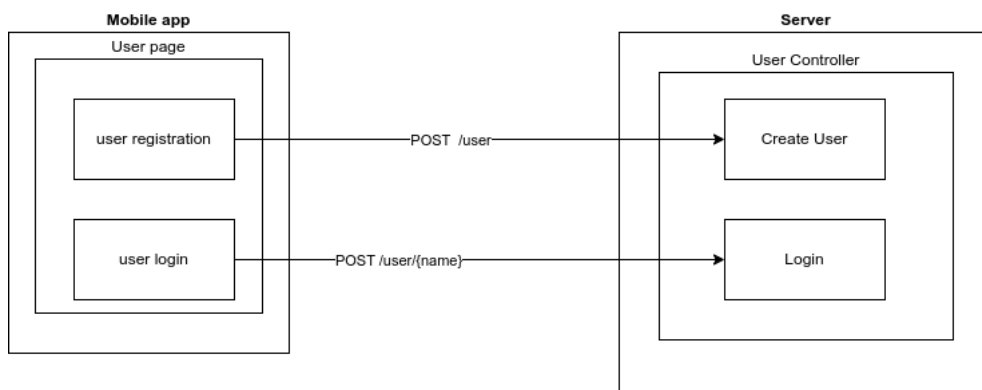 Mobile app
Server
User page
User Controller
user registration
POST /user
Create User
user login
POST /user/{name}
Login